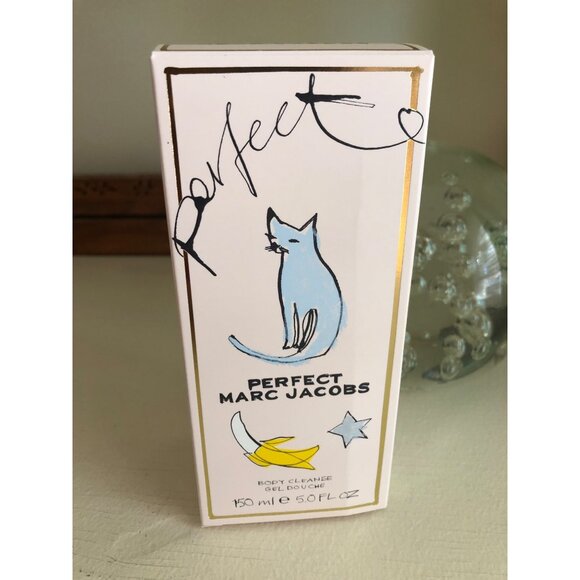 perfect
PERFECT
MARC JACOBS
BODY CLEANSE
GEL DOUCHE
150 ml e 5.0 FL OZ